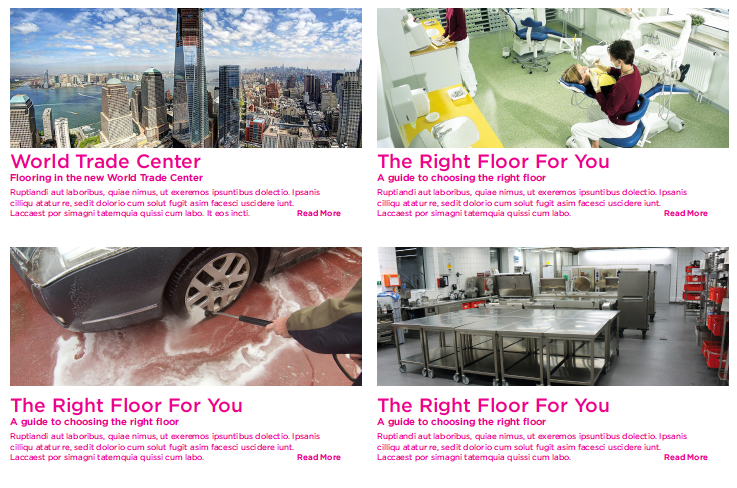 World Trade Center
Flooring in the new World Trade Center
Ruptiandi aut laboribus, quiae nimus, ut exeremos ipsuntibus dolectio. Ipsanis
cilliqu atatur re, sedit dolorio cum solut fugit asim facesci uscidere iunt.
Laccaest por simagni tatemquia quissi cum labo. It eos incti. Read More
The Right Floor For You
A guide to choosing the right floor
Ruptiandi aut laboribus, quiae nimus, ut exeremos ipsuntibus dolectio. Ipsanis
cilliqu atatur re, sedit dolorio cum solut fugit asim facesci uscidere iunt.
Laccaest por simagni tatemquia quissi cum labo. Read More
The Right Floor For You
A guide to choosing the right floor
Ruptiandi aut laboribus, quiae nimus, ut exeremos ipsuntibus dolectio. Ipsanis
cilliqu atatur re, sedit dolorio cum solut fugit asim facesci uscidere iunt.
Laccaest por simagni tatemquia quissi cum labo. Read More
The Right Floor For You
A guide to choosing the right floor
Ruptiandi aut laboribus, quiae nimus, ut exeremos ipsuntibus dolectio. Ipsanis
cilliqu atatur re, sedit dolorio cum solut fugit asim facesci uscidere iunt.
Laccaest por simagni tatemquia quissi cum labo. Read More